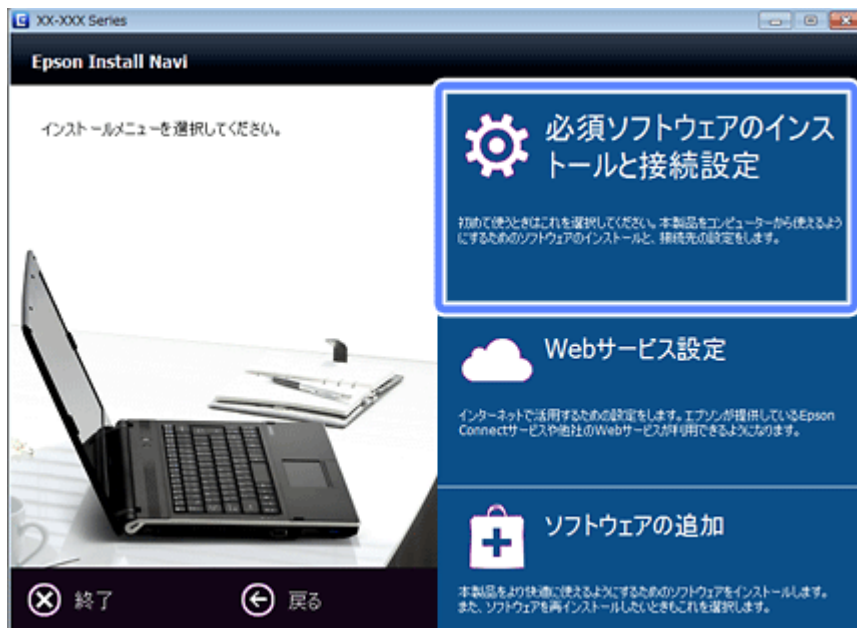 XX-XXX Series
Epson Install Navi
インストールメニューを選択してください。
必須ソフトウェアのインス
トールと接続設定
初めて使うときはこれを選択してください。本製品をコンピューターから使えるよう
にするためのソフトウェアのインストールと、接続先の設定をします。
Webサービス設定
インターネットで活用するための設定をします。エプソンが提供しているEpson
Connectサービスや他社のWebサービスが利用できるようになります。
ソフトウェアの追加
本製品をより快適に使えるようにするためのソフトウェアをインストールします。
また、ソフトウェアを再インストールしたいときもこれを選択します。
終了
戻る